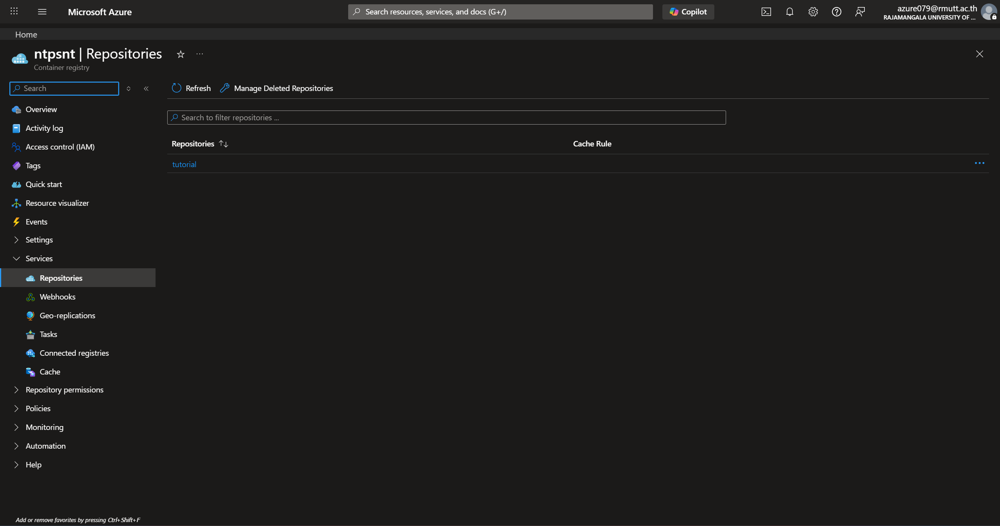 Microsoft Azure
Search resources, services, and docs (G+/)
Copilot
azure079@rmutt.ac.th
RAJAMANGALA UNIVERSITY OF ...
Home
ntpsnt | Repositories
Container registry
Search
Refresh
Manage Deleted Repositories
Search to filter repositories ...
Repositories
Cache Rule
tutorial
Overview
Activity log
Access control (IAM)
Tags
Quick start
Resource visualizer
Events
Settings
Services
Repositories
Webhooks
Geo-replications
Tasks
Connected registries
Cache
Repository permissions
Policies
Monitoring
Automation
Help
Add or remove favorites by pressing Ctrl+Shift+F